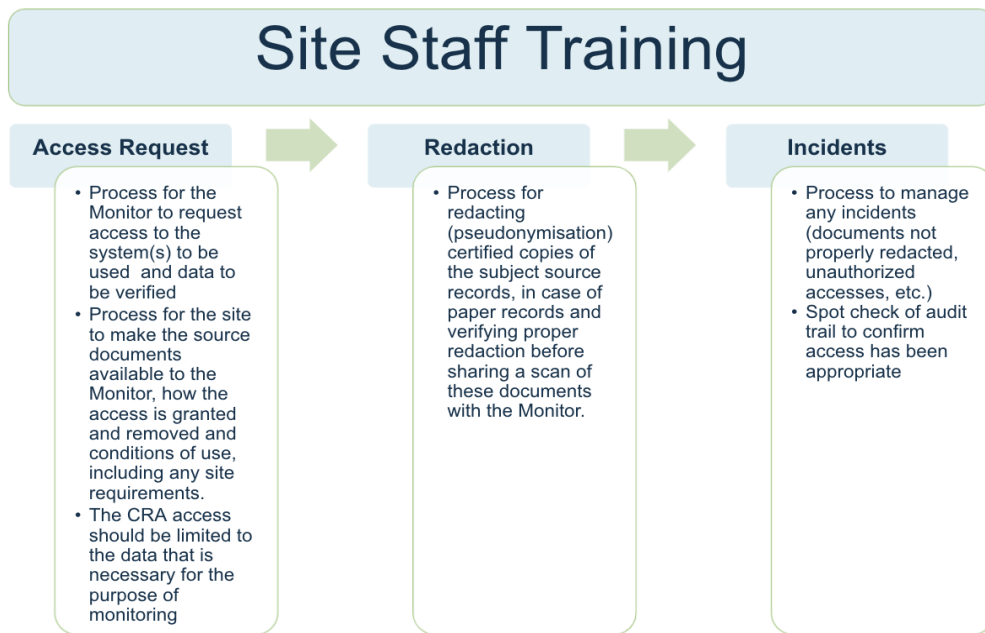 Site Staff Training
Access Request
• Process for the
Monitor to request
access to the
system(s) to be
used  and data to
be verified
• Process for the site
to make the source
documents
available to the
Monitor, how the
access is granted
and removed and
conditions of use,
including any site
requirements.
• The CRA access
should be limited to
the data that is
necessary for the
purpose of
monitoring
Redaction
• Process for
redacting
(pseudonymisation)
certified copies of
the subject source
records, in case of
paper records and
verifying proper
redaction before
sharing a scan of
these documents
with the Monitor.
Incidents
• Process to manage
any incidents
(documents not
properly redacted,
unauthorized
accesses, etc.)
• Spot check of audit
trail to confirm
access has been
appropriate